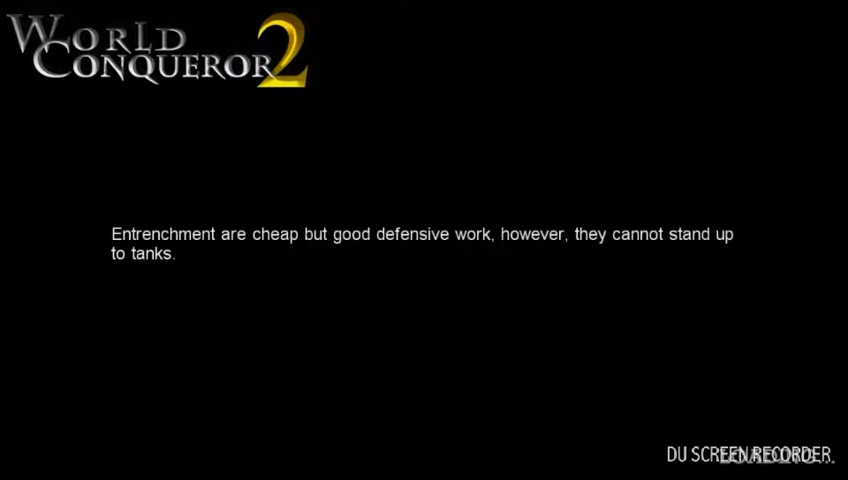 WORLD
CONQUEROR 2
Entrenchment are cheap but good defensive work, however, they cannot stand up
to tanks.
DU SCREEN RECORDER
LOADING...